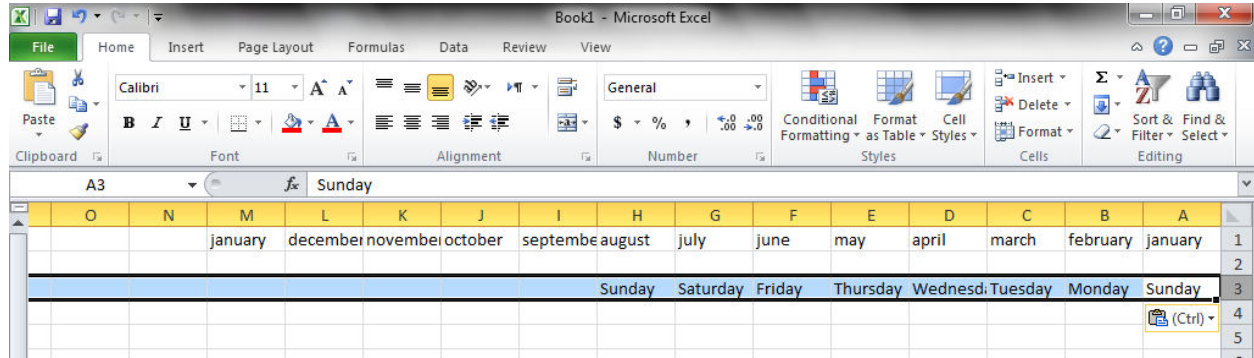 Book1 - Microsoft Excel
File Home Insert Page Layout Formulas Data Review View
Calibri 11 A A General Insert Σ
Paste Delete
B I U A $ % , .00 .0 Conditional Format Cell Format Sort & Find &
Formatting as Table Styles Filter Select
Clipboard Font Alignment Number Styles Cells Editing
A3 fx Sunday
O N M L K J I H G F E D C B A
january december november october septembe august july june may april march february january 1
2
Sunday Saturday Friday Thursday Wednesd Tuesday Monday Sunday 3
(Ctrl) 4
5